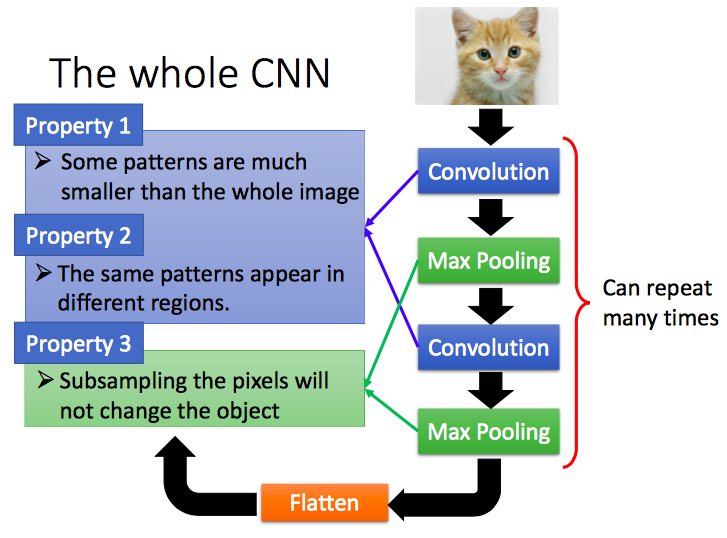 The whole CNN
Property 1
➢ Some patterns are much
smaller than the whole image
Property 2
➢ The same patterns appear in
different regions.
Property 3
➢ Subsampling the pixels will
not change the object
Convolution
Max Pooling
Convolution
Max Pooling
Can repeat
many times
Flatten